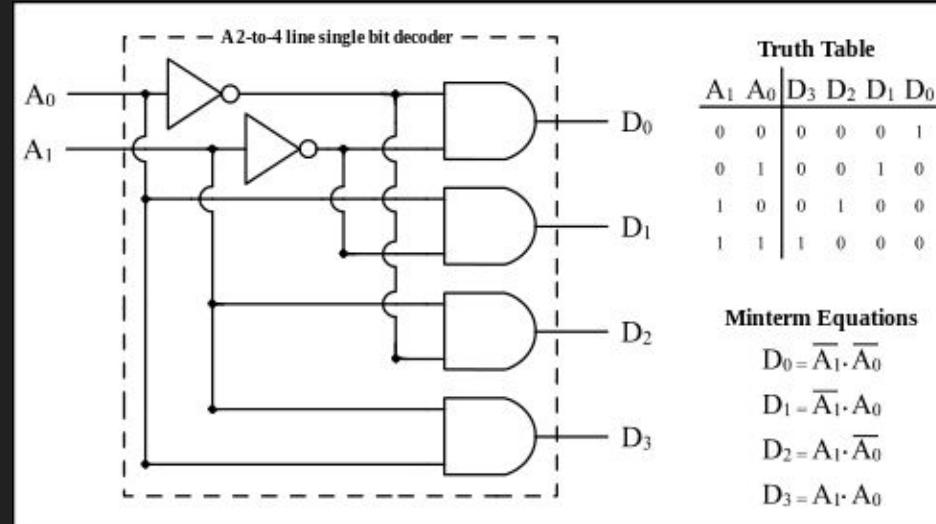 A 2-to-4 line single bit decoder
A₀
A₁
D₀
D₁
D₂
D₃
Truth Table
A₁ A₀ D₃ D₂ D₁ D₀
0 0 0 0 0 1
0 1 0 0 1 0
1 0 0 1 0 0
1 1 1 0 0 0
Minterm Equations
D₀ = A̅₁· A̅₀
D₁ = A̅₁· A₀
D₂ = A₁· A̅₀
D₃ = A₁· A₀